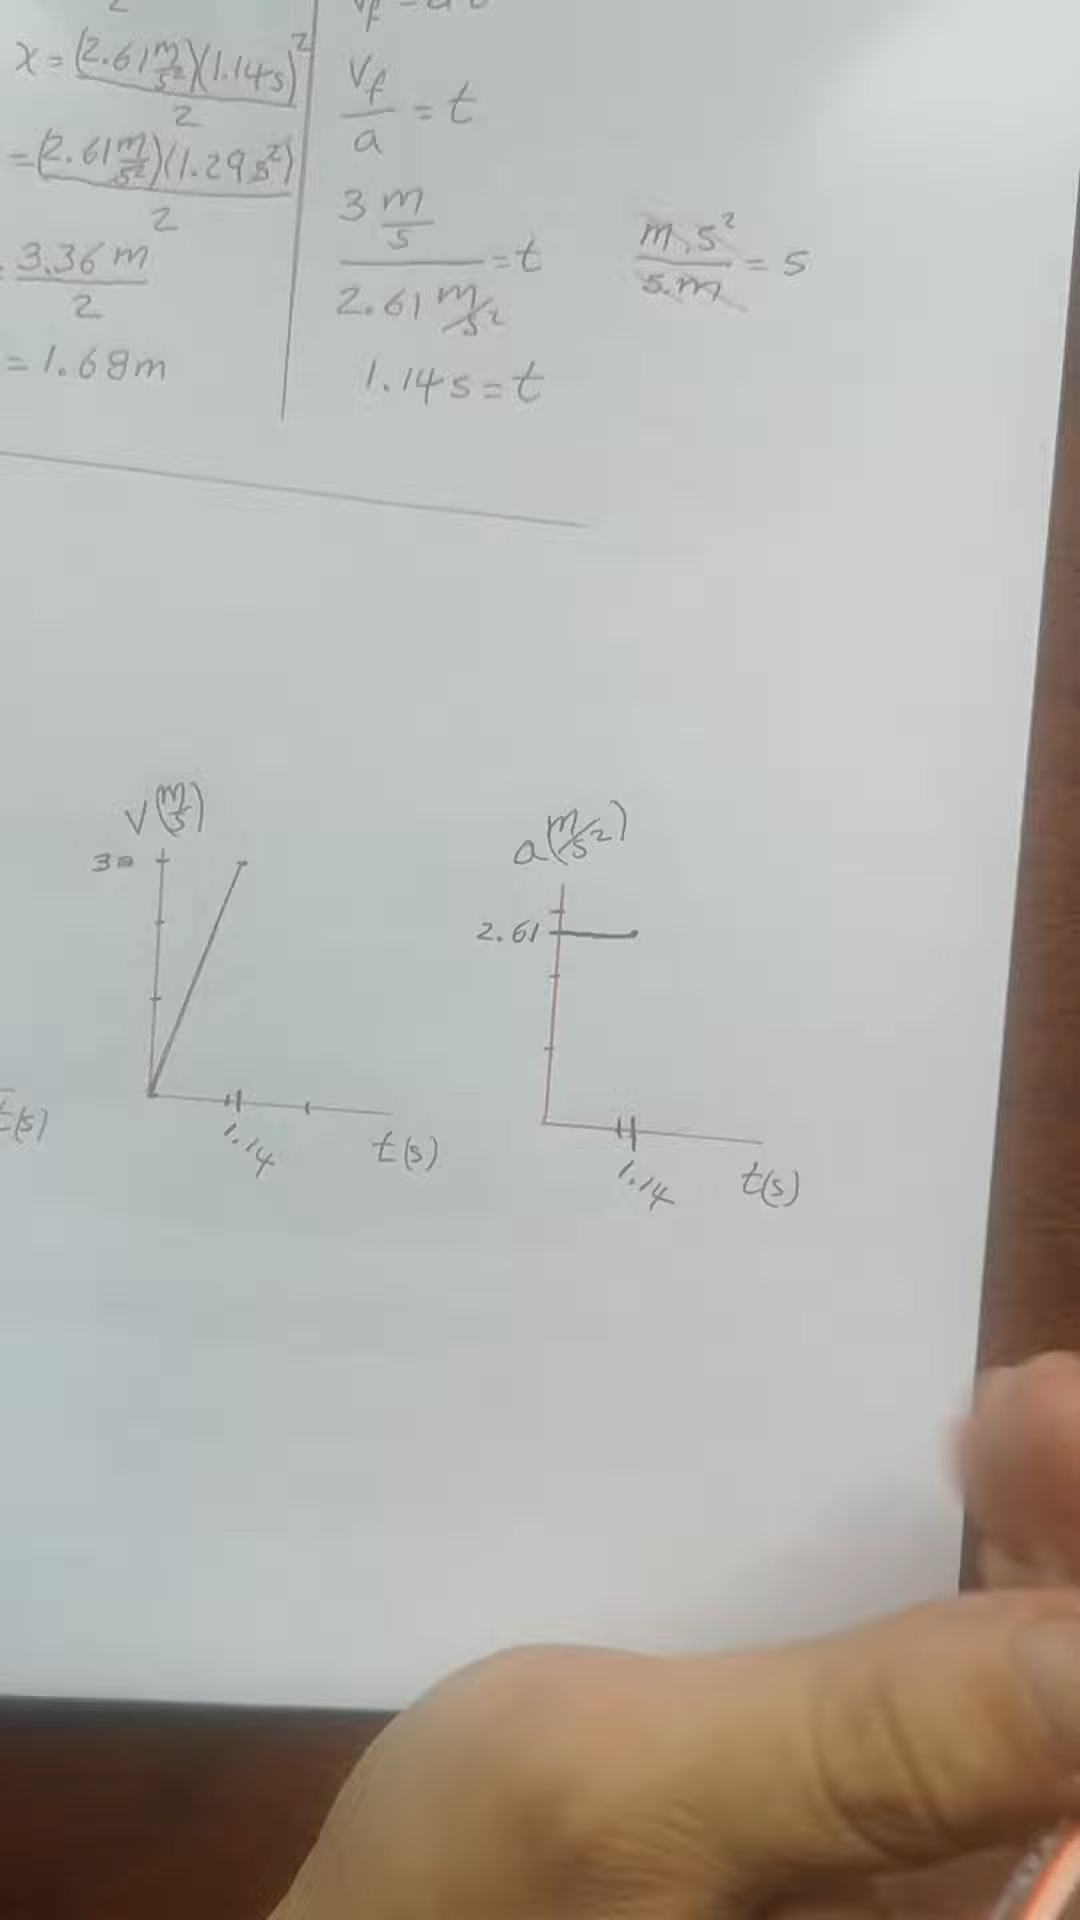 x = (2.61 m/s²)(1.14s)² / 2
= (2.61 m/s²)(1.29 s²) / 2
3.36 m / 2
= 1.68m
Vf / a = t
3 m/s / 2.61 m/s² = t
1.14 s = t
m.s² / s.m = s
V(m/s)
3
1.14
t(s)
a(m/s²)
2.61
1.14
t(s)
t(s)